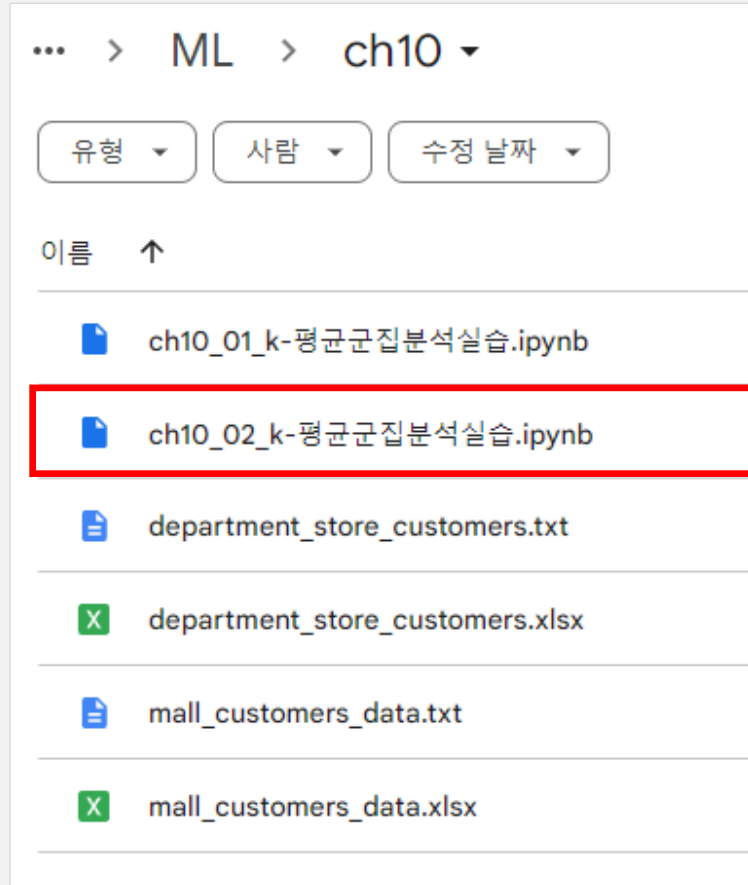 ... > ML > ch10
유형 사람 수정 날짜
이름 ↑
ch10_01_k-평균군집분석실습.ipynb
ch10_02_k-평균군집분석실습.ipynb
department_store_customers.txt
X department_store_customers.xlsx
mall_customers_data.txt
X mall_customers_data.xlsx